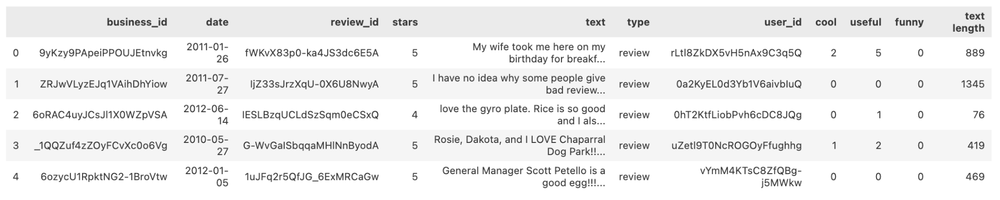 business_id date review_id stars text type user_id cool useful funny text length
0 9yKzy9PApeiPPOUJEtnvkg 2011-01-26 fWKvX83p0-ka4JS3dc6E5A 5 My wife took me here on my birthday for breakf... review rLtl8ZkDX5vH5nAx9C3q5Q 2 5 0 889
1 ZRJwVLyzEJq1VAihDhYiow 2011-07-27 IjZ33sJrzXqU-0X6U8NwyA 5 I have no idea why some people give bad review... review 0a2KyEL0d3Yb1V6aivbIuQ 0 0 0 1345
2 6oRAC4uyJCsJl1X0WZpVSA 2012-06-14 IESLBzqUCLdSzSqm0eCSxQ 4 love the gyro plate. Rice is so good and I als... review 0hT2KtfLiobPvh6cDC8JQg 0 1 0 76
3 _1QQZuf4zZOyFCvXc0o6Vg 2010-05-27 G-WvGaISbqqaMHlNnByodA 5 Rosie, Dakota, and I LOVE Chaparral Dog Park!!... review uZetl9T0NcROGOyFfughhg 1 2 0 419
4 6ozycU1RpktNG2-1BroVtw 2012-01-05 1uJFq2r5QfJG_6ExMRCaGw 5 General Manager Scott Petello is a good egg!!!... review vYmM4KTsC8ZfQBg-j5MWkw 0 0 0 469